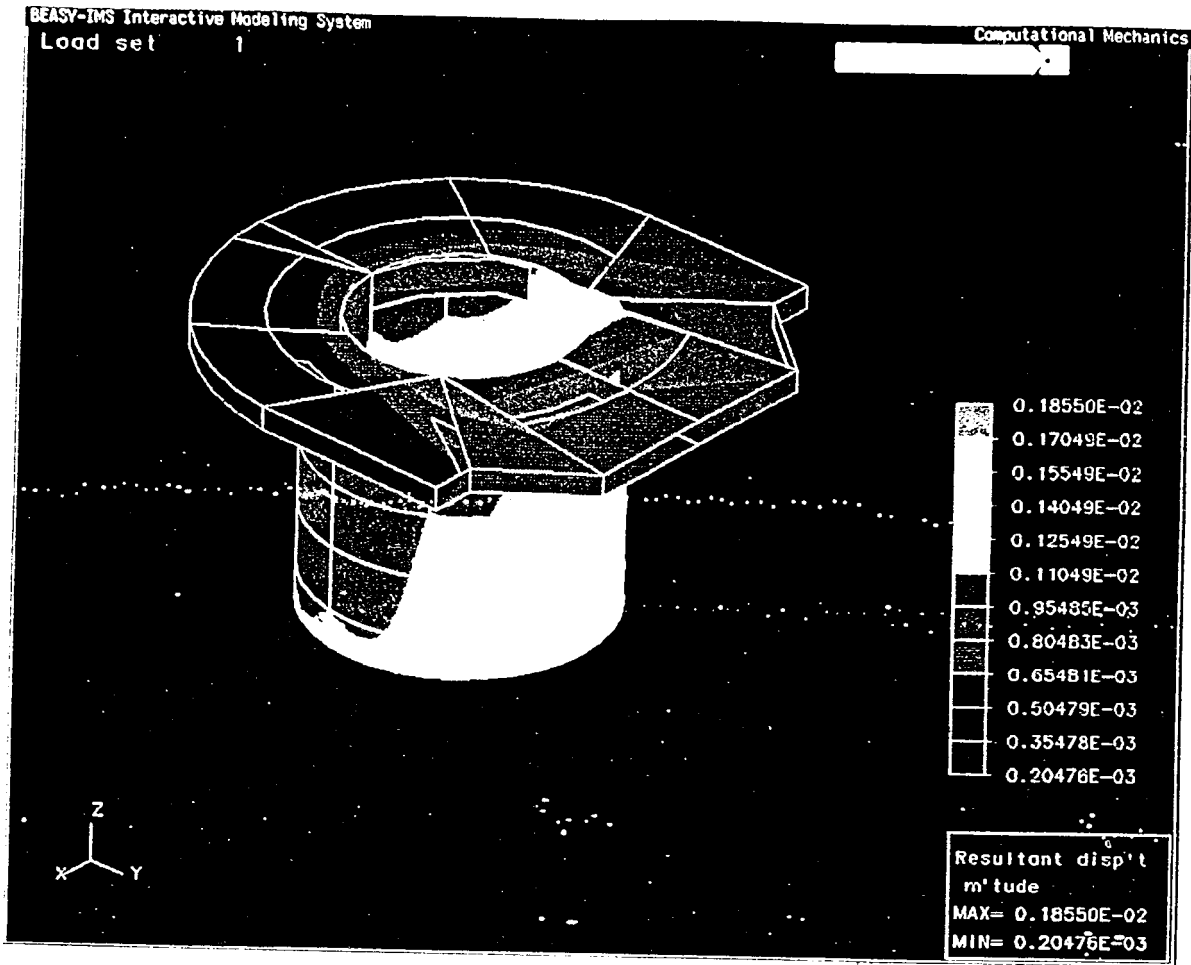 BEASY-IMS Interactive Modeling System
Load set 1
Computational Mechanics
0.18550E-02
0.17049E-02
0.15549E-02
0.14049E-02
0.12549E-02
0.11049E-02
0.95485E-03
0.80483E-03
0.65481E-03
0.50479E-03
0.35478E-03
0.20476E-03
Z
X Y
Resultant disp't
m'tude
MAX= 0.18550E-02
MIN= 0.20476E-03